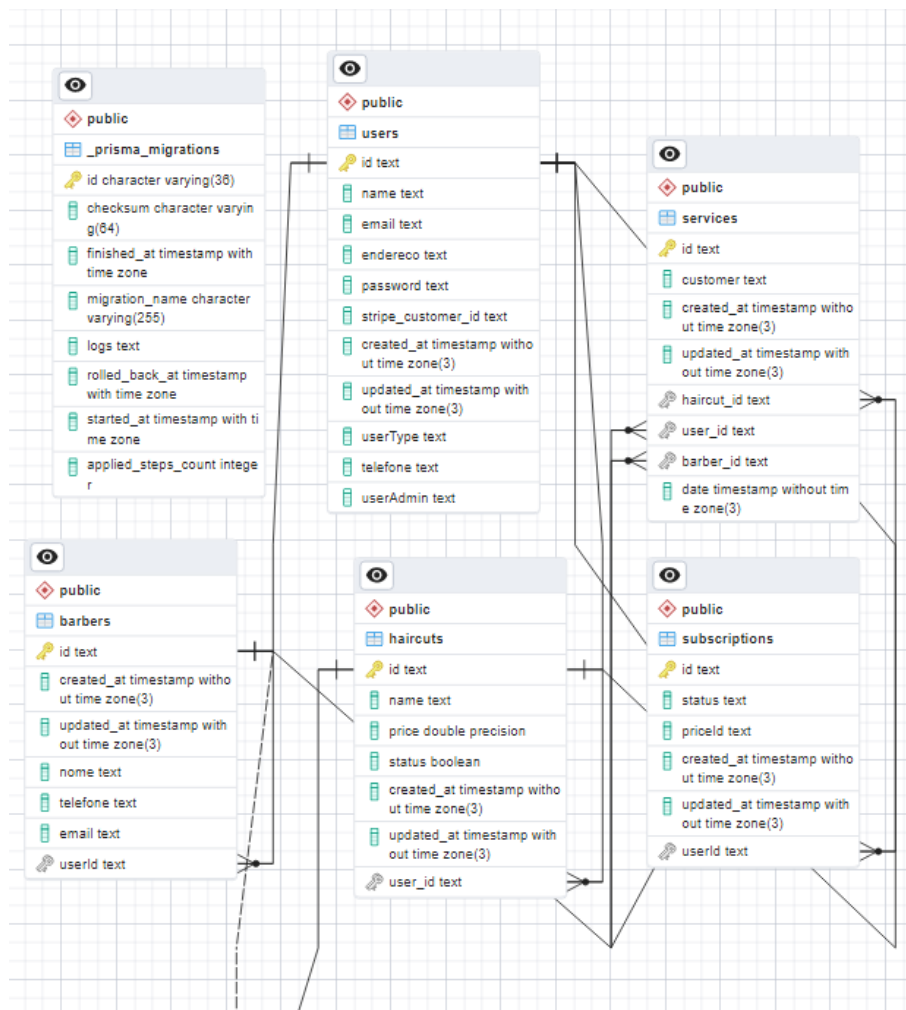 public
_prisma_migrations
id character varying(36)
checksum character varyin
g(64)
finished_at timestamp with
time zone
migration_name character
varying(255)
logs text
rolled_back_at timestamp
with time zone
started_at timestamp with ti
me zone
applied_steps_count intege
r
public
users
id text
name text
email text
endereco text
password text
stripe_customer_id text
created_at timestamp witho
ut time zone(3)
updated_at timestamp with
out time zone(3)
userType text
telefone text
userAdmin text
public
services
id text
customer text
created_at timestamp witho
ut time zone(3)
updated_at timestamp with
out time zone(3)
haircut_id text
user_id text
barber_id text
date timestamp without tim
e zone(3)
public
barbers
id text
created_at timestamp witho
ut time zone(3)
updated_at timestamp with
out time zone(3)
nome text
telefone text
email text
userId text
public
haircuts
id text
name text
price double precision
status boolean
created_at timestamp witho
ut time zone(3)
updated_at timestamp with
out time zone(3)
user_id text
public
subscriptions
id text
status text
priceId text
created_at timestamp witho
ut time zone(3)
updated_at timestamp with
out time zone(3)
userId text